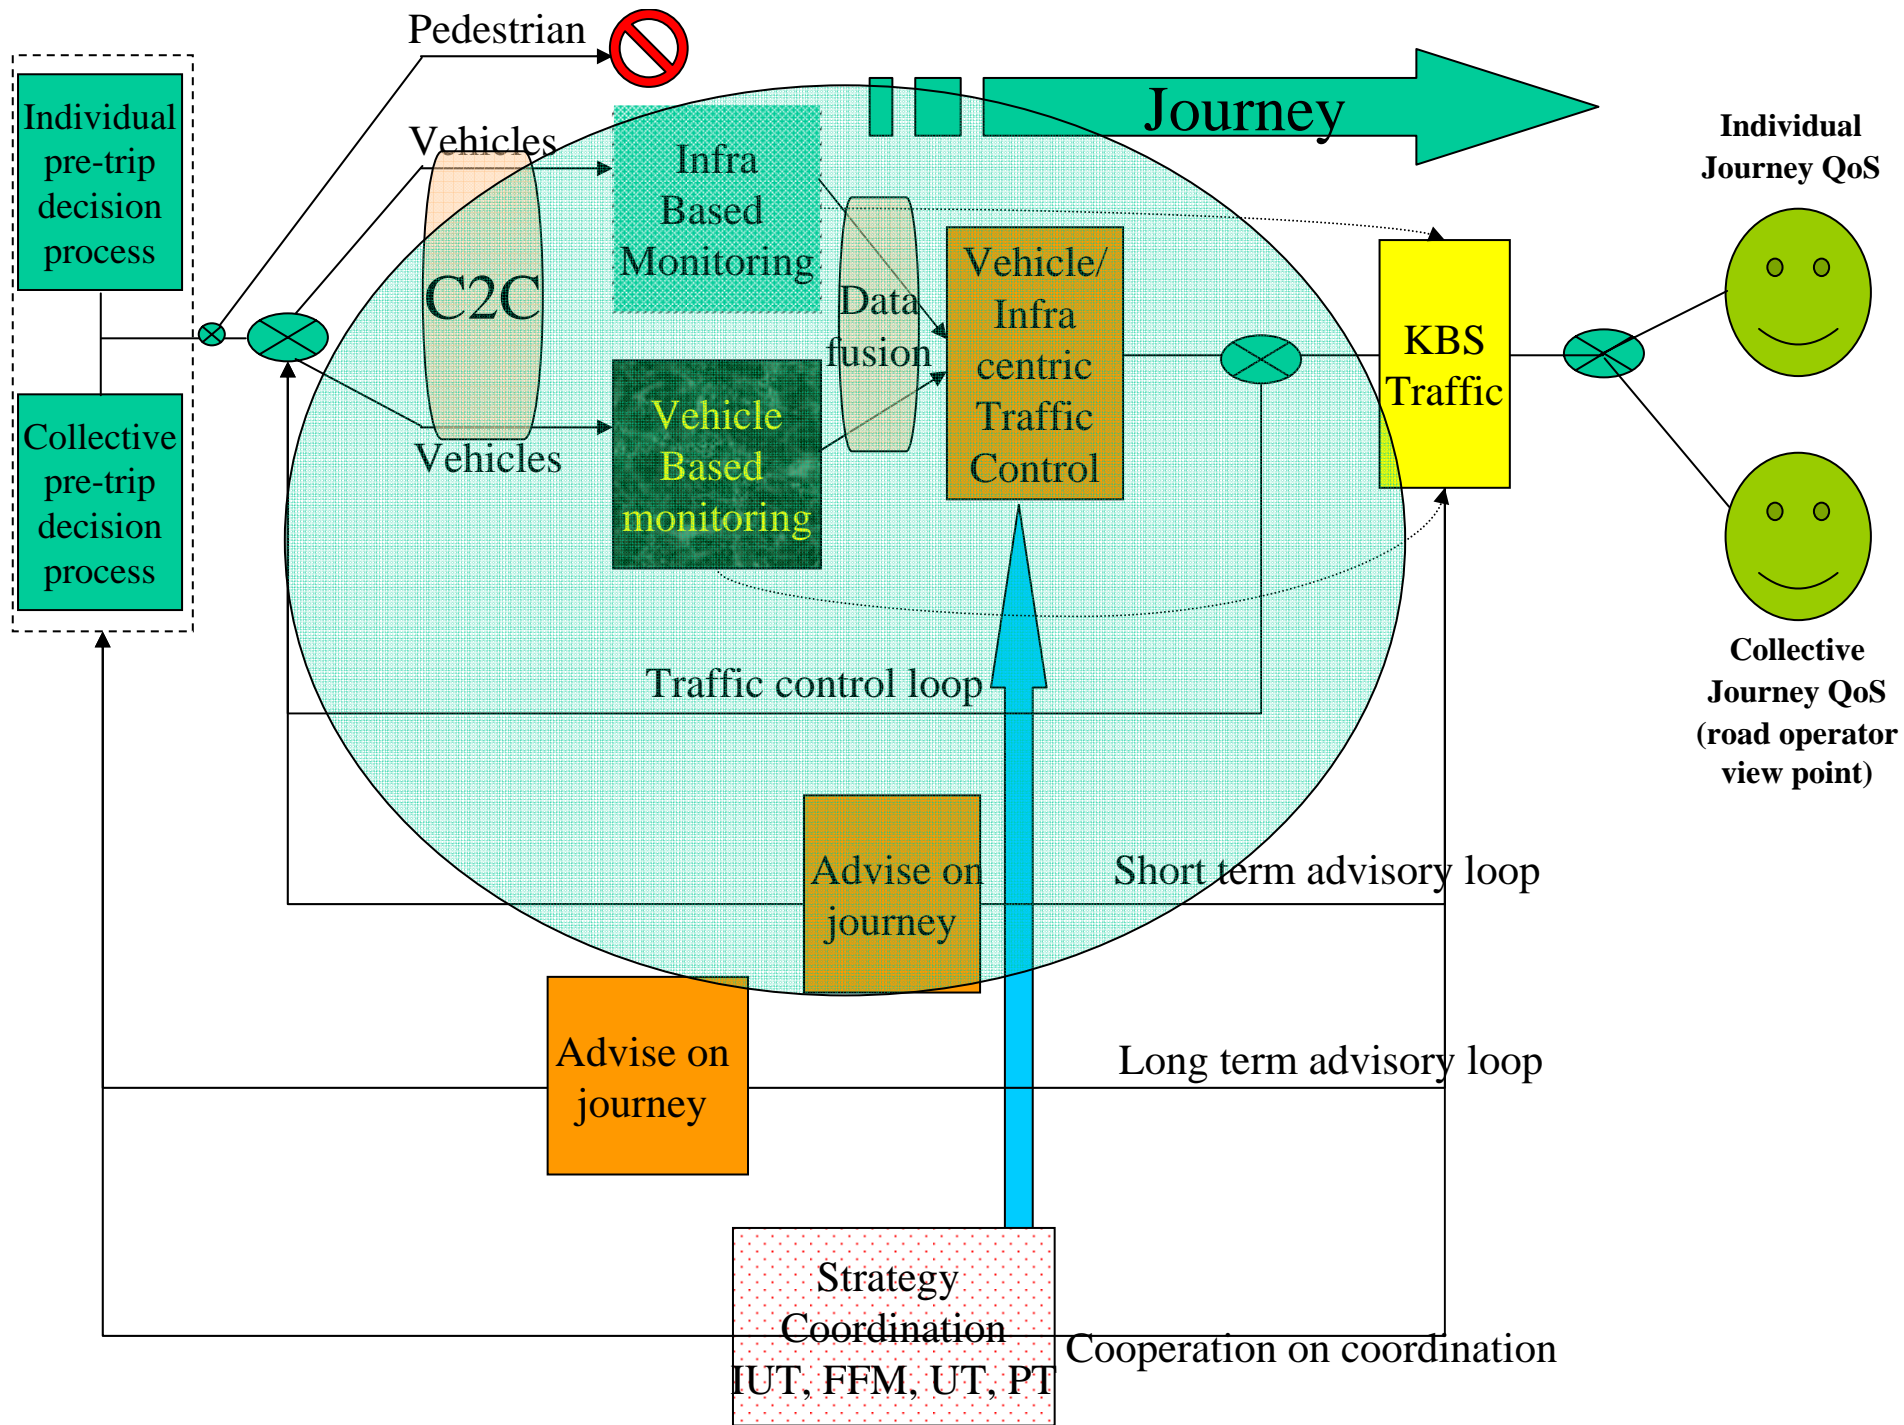 Pedestrian
Journey
Individual
pre-trip
decision
process
Vehicles
Infra
Based
Monitoring
Individual
Journey QoS
C2C
Data
fusion
Vehicle/
Infra
centric
Traffic
Control
KBS
Traffic
Collective
pre-trip
decision
process
Vehicles
Vehicle
Based
monitoring
Collective
Journey QoS
(road operator
view point)
Traffic control loop
Advise on
journey
Short term advisory loop
Advise on
journey
Long term advisory loop
Strategy
Coordination
IUT, FFM, UT, PT
Cooperation on coordination